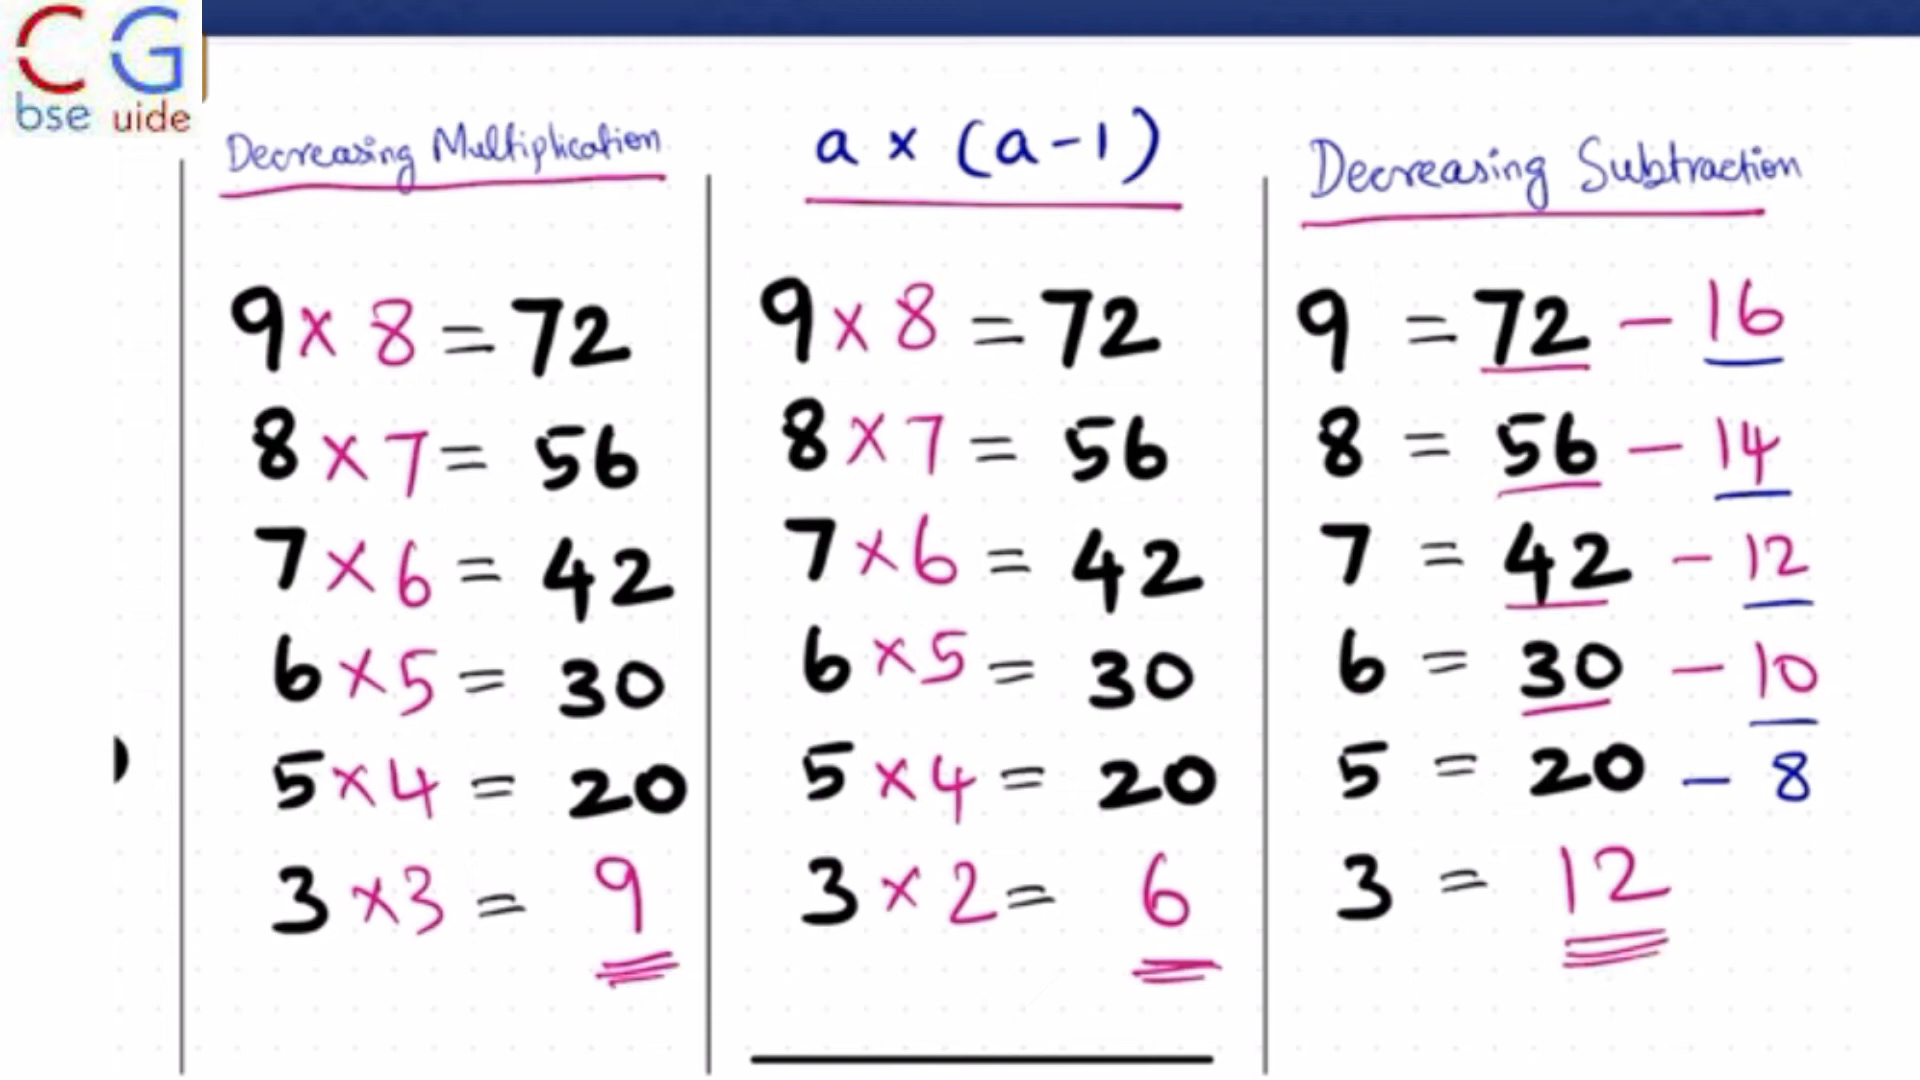 CG
bse uide
Decreasing Multiplication
9 × 8 = 72
8 × 7 = 56
7 × 6 = 42
6 × 5 = 30
5 × 4 = 20
3 × 3 = 9
a × (a - 1)
9 × 8 = 72
8 × 7 = 56
7 × 6 = 42
6 × 5 = 30
5 × 4 = 20
3 × 2 = 6
Decreasing Subtraction
9 = 72 - 16
8 = 56 - 14
7 = 42 - 12
6 = 30 - 10
5 = 20 - 8
3 = 12